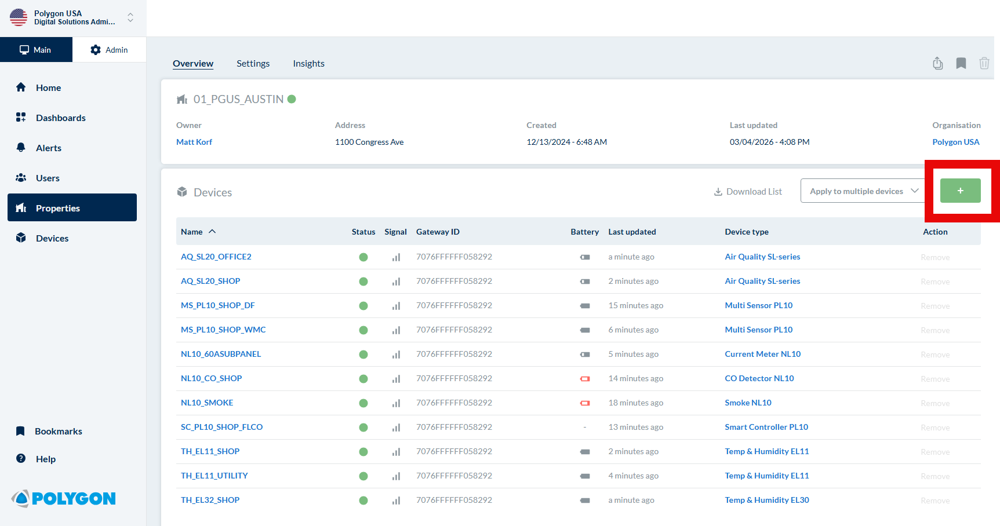 Polygon USA
Digital Solutions Admi...
Main
Admin
Home
Dashboards
Alerts
Users
Properties
Devices
Bookmarks
Help
POLYGON
Overview Settings Insights
01_PGUS_AUSTIN
Owner Address Created Last updated Organisation
Matt Korf 1100 Congress Ave 12/13/2024 - 6:48 AM 03/04/2026 - 4:08 PM Polygon USA
Devices Download List Apply to multiple devices +
Name Status Signal Gateway ID Battery Last updated Device type Action
AQ_SL20_OFFICE2 7076FFFFFF058292 a minute ago Air Quality SL-series Remove
AQ_SL20_SHOP 7076FFFFFF058292 2 minutes ago Air Quality SL-series Remove
MS_PL10_SHOP_DF 7076FFFFFF058292 15 minutes ago Multi Sensor PL10 Remove
MS_PL10_SHOP_WMC 7076FFFFFF058292 6 minutes ago Multi Sensor PL10 Remove
NL10_60ASUBPANEL 7076FFFFFF058292 5 minutes ago Current Meter NL10 Remove
NL10_CO_SHOP 7076FFFFFF058292 14 minutes ago CO Detector NL10 Remove
NL10_SMOKE 7076FFFFFF058292 18 minutes ago Smoke NL10 Remove
SC_PL10_SHOP_FLCO 7076FFFFFF058292 - 13 minutes ago Smart Controller PL10 Remove
TH_EL11_SHOP 7076FFFFFF058292 2 minutes ago Temp & Humidity EL11 Remove
TH_EL11_UTILITY 7076FFFFFF058292 4 minutes ago Temp & Humidity EL11 Remove
TH_EL32_SHOP 7076FFFFFF058292 a minute ago Temp & Humidity EL30 Remove